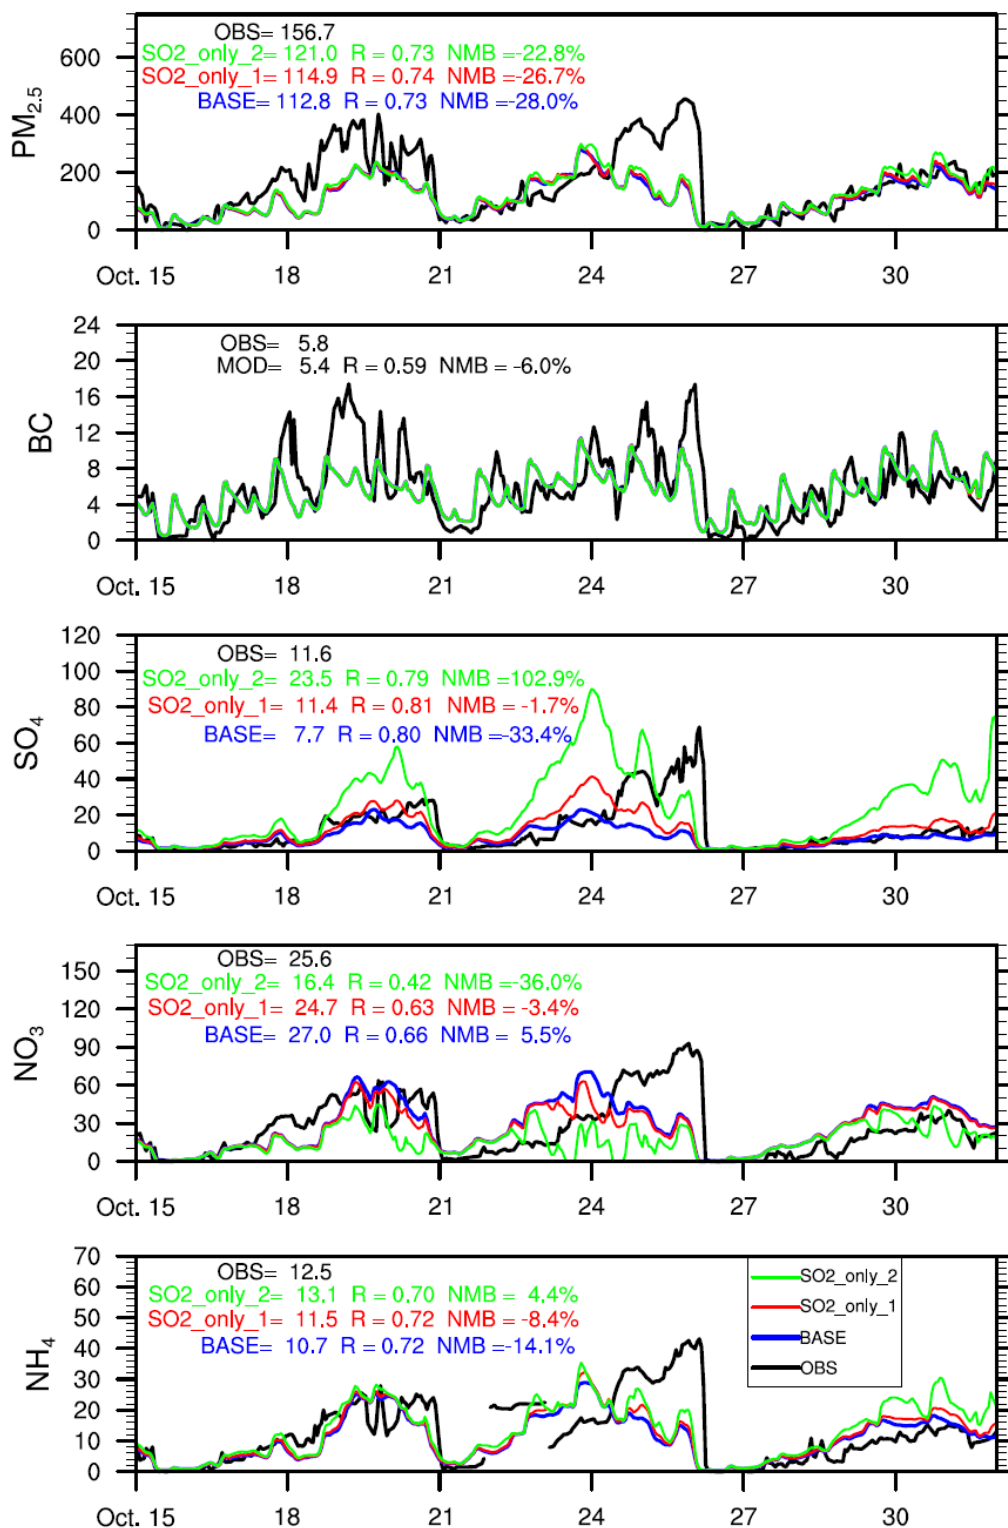 OBS= 156.7
SO2_only_2= 121.0 R = 0.73 NMB =-22.8%
SO2_only_1= 114.9 R = 0.74 NMB =-26.7%
BASE= 112.8 R = 0.73 NMB =-28.0%
PM2.5
600
400
200
0
Oct. 15 18 21 24 27 30
OBS= 5.8
MOD= 5.4 R = 0.59 NMB = -6.0%
BC
24
20
16
12
8
4
0
Oct. 15 18 21 24 27 30
OBS= 11.6
SO2_only_2= 23.5 R = 0.79 NMB =102.9%
SO2_only_1= 11.4 R = 0.81 NMB = -1.7%
BASE= 7.7 R = 0.80 NMB =-33.4%
SO4
120
100
80
60
40
20
0
Oct. 15 18 21 24 27 30
OBS= 25.6
SO2_only_2= 16.4 R = 0.42 NMB =-36.0%
SO2_only_1= 24.7 R = 0.63 NMB = -3.4%
BASE= 27.0 R = 0.66 NMB = 5.5%
NO3
150
120
90
60
30
0
Oct. 15 18 21 24 27 30
OBS= 12.5
SO2_only_2= 13.1 R = 0.70 NMB = 4.4%
SO2_only_1= 11.5 R = 0.72 NMB = -8.4%
BASE= 10.7 R = 0.72 NMB =-14.1%
NH4
70
60
50
40
30
20
10
0
SO2_only_2
SO2_only_1
BASE
OBS
Oct. 15 18 21 24 27 30